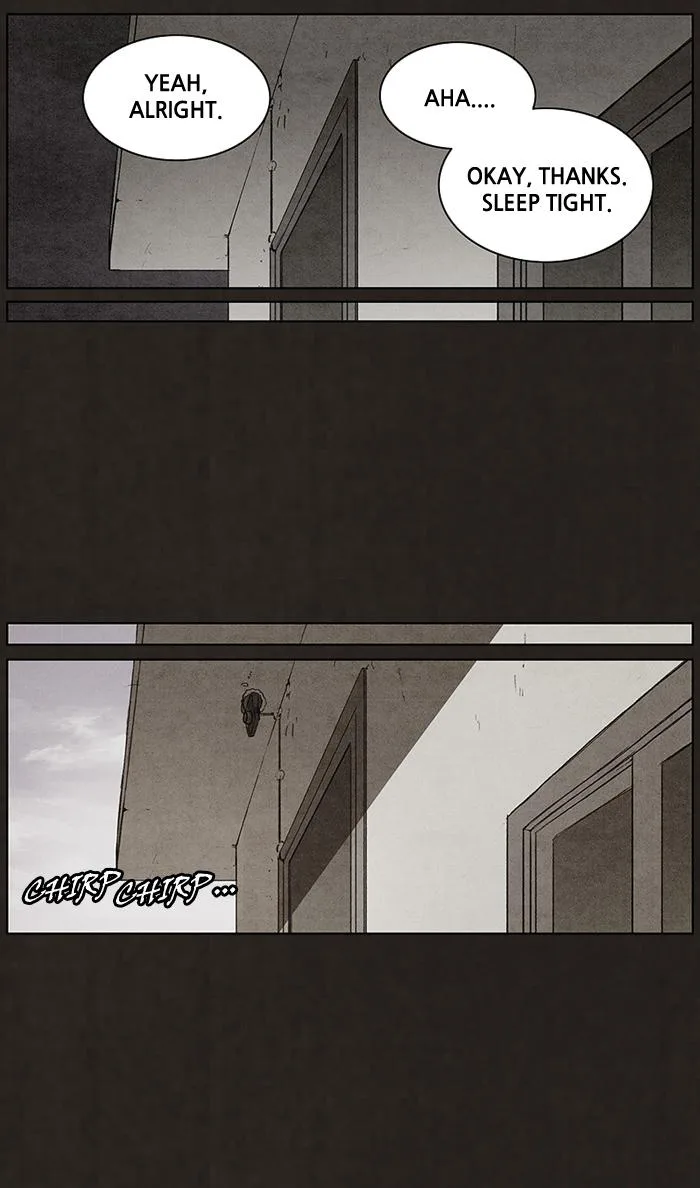 YEAH,
ALRIGHT.
AHA....
OKAY, THANKS.
SLEEP TIGHT.
CHIRP CHIRP...